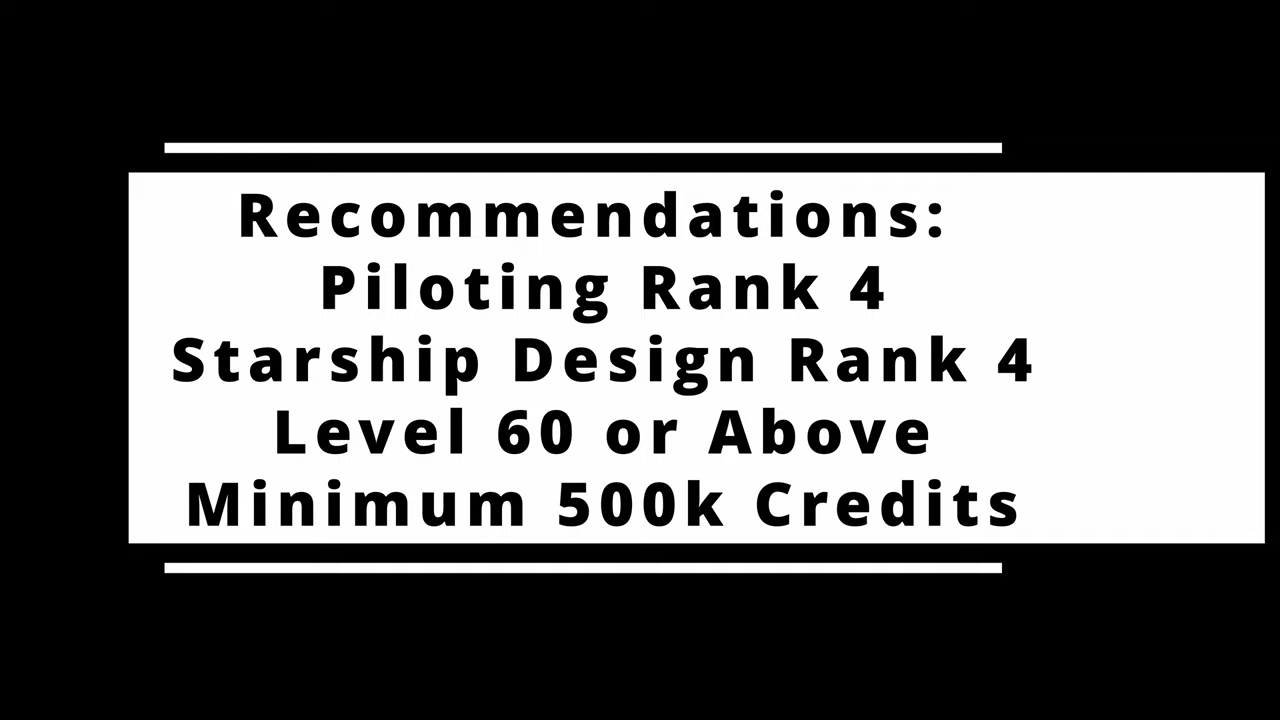 Recommendations:
Piloting Rank 4
Starship Design Rank 4
Level 60 or Above
Minimum 500k Credits